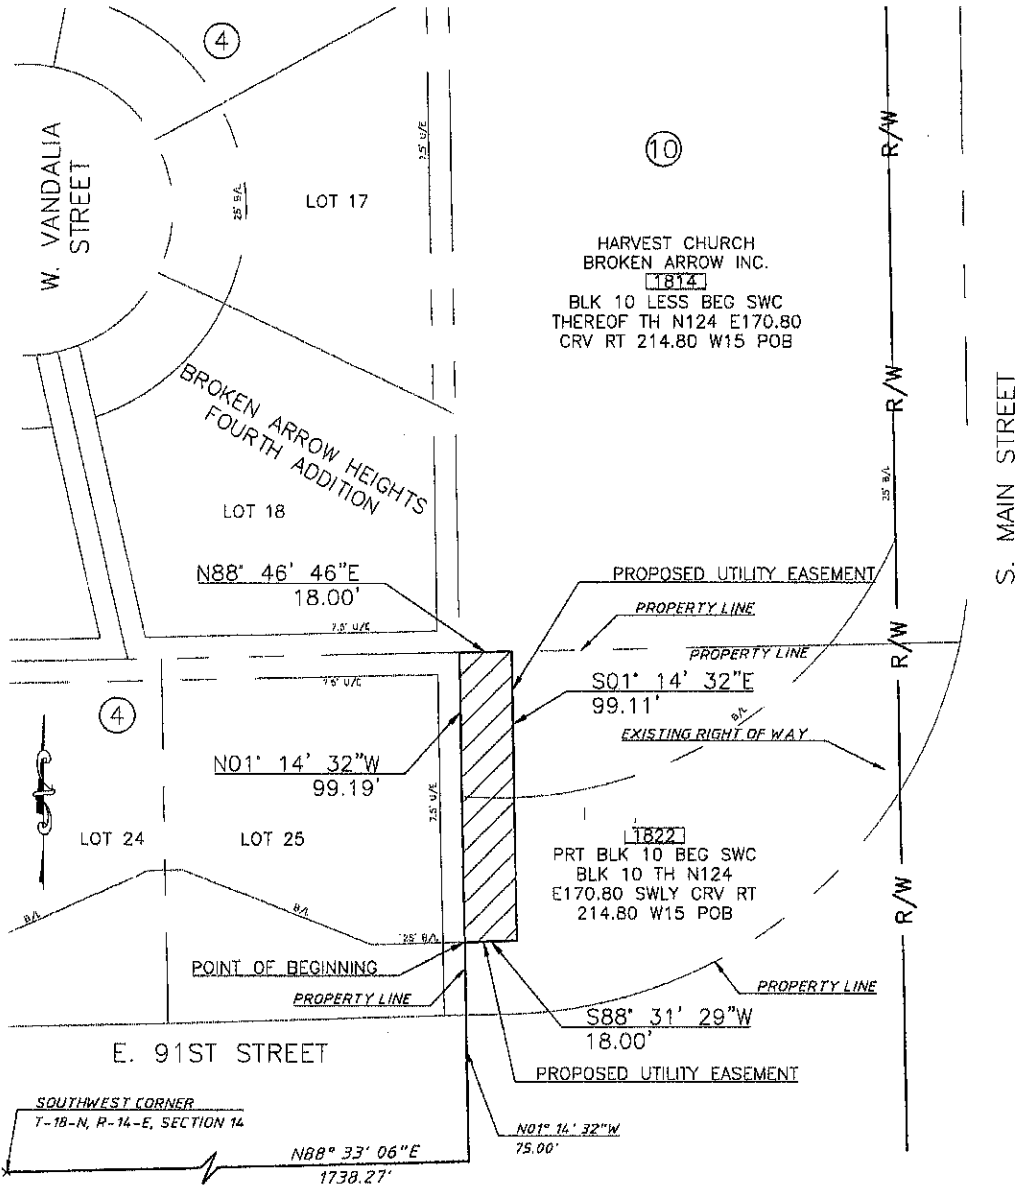 4
W. VANDALIA
STREET
25' B/L
LOT 17
7.5' U/E
10
R/W
HARVEST CHURCH
BROKEN ARROW INC.
1814
BLK 10 LESS BEG SWC
THEREOF TH N124 E170.80
CRV RT 214.80 W15 POB
R/W
S. MAIN STREET
BROKEN ARROW HEIGHTS
FOURTH ADDITION
LOT 18
25' B/L
N88° 46' 46"E
18.00'
7.5' U/E
PROPOSED UTILITY EASEMENT
PROPERTY LINE
PROPERTY LINE
R/W
7.5' U/E
S01° 14' 32"E
99.11'
4
B/L
EXISTING RIGHT OF WAY
N01° 14' 32"W
99.19'
7.5' U/E
LOT 24
LOT 25
1822
PRT BLK 10 BEG SWC
BLK 10 TH N124
E170.80 SWLY CRV RT
214.80 W15 POB
R/W
B/L
B/L
25' B/L
POINT OF BEGINNING
PROPERTY LINE
PROPERTY LINE
S88° 31' 29"W
18.00'
E. 91ST STREET
PROPOSED UTILITY EASEMENT
SOUTHWEST CORNER
T-18-N, R-14-E, SECTION 14
N01° 14' 32"W
75.00'
N88° 33' 06"E
1738.27'